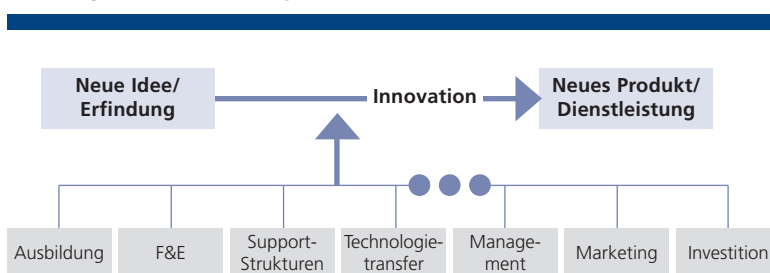 Neue Idee/
Erfindung
Innovation
Neues Produkt/
Dienstleistung
Ausbildung
F&E
Support-
Strukturen
Technologie-
transfer
Manage-
ment
Marketing
Investition